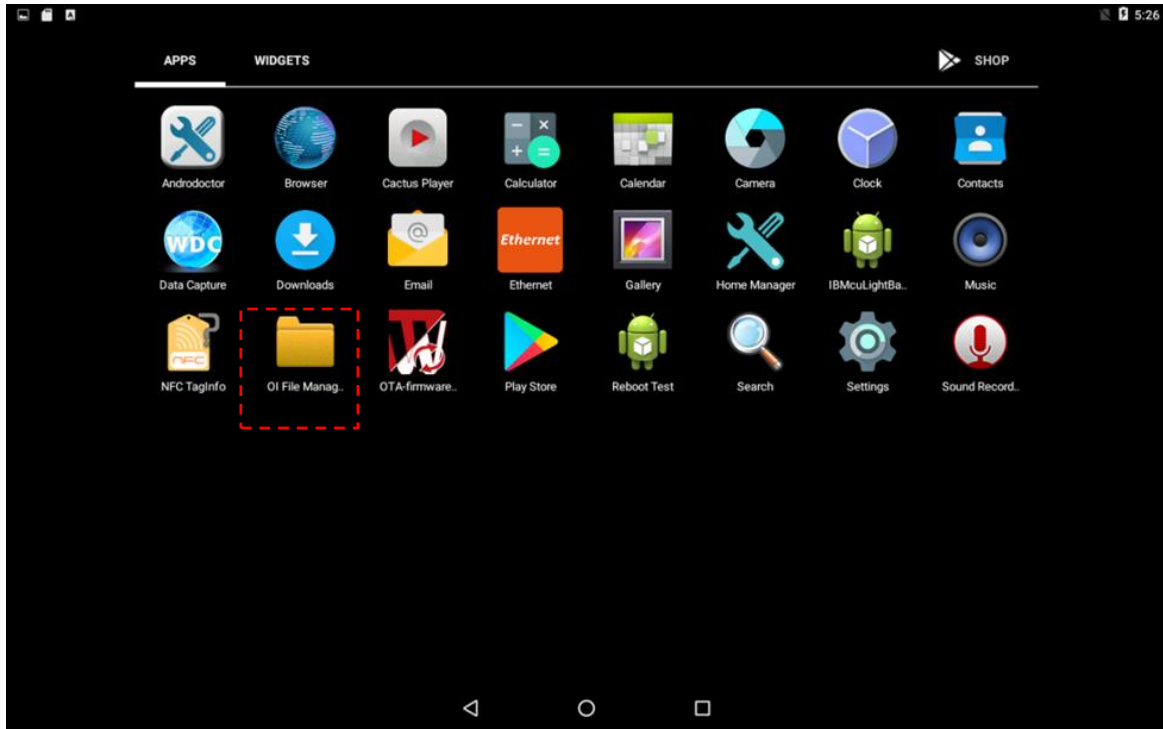 5:26
APPS WIDGETS SHOP
Androdoctor Browser Cactus Player Calculator Calendar Camera Clock Contacts
WDC @ Ethernet
Data Capture Downloads Email Ethernet Gallery Home Manager IBMcuLightBa.. Music
NFC
NFC TagInfo OI File Manag.. OTA-firmware.. Play Store Reboot Test Search Settings Sound Record..